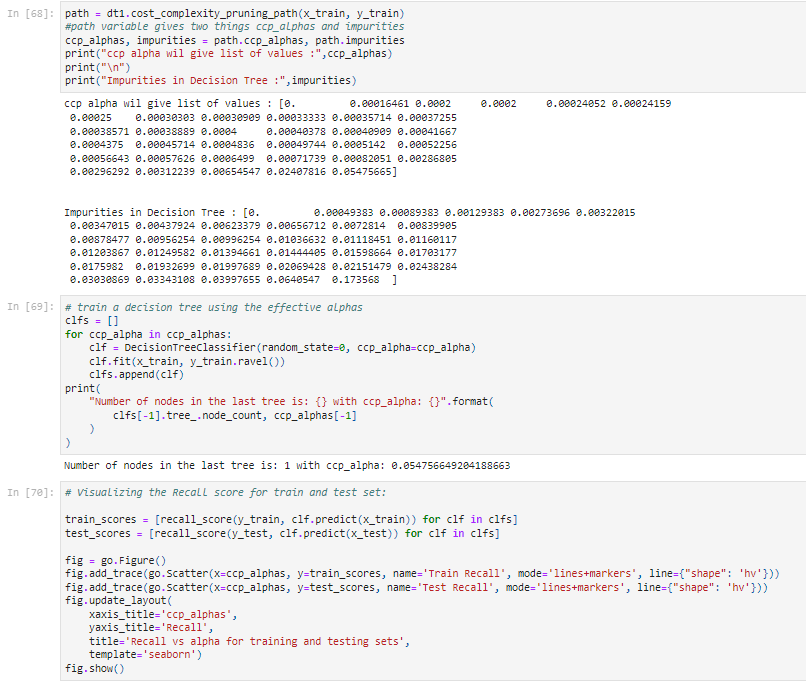 In [68]: path = dt1.cost_complexity_pruning_path(x_train, y_train)
#path variable gives two things ccp_alphas and impurities
ccp_alphas, impurities = path.ccp_alphas, path.impurities
print("ccp alpha wil give list of values :",ccp_alphas)
print("\n")
print("Impurities in Decision Tree :",impurities)
ccp alpha wil give list of values : [0.         0.00016461 0.0002     0.0002     0.00024052 0.00024159
 0.00025    0.00030303 0.00030909 0.00033333 0.00035714 0.00037255
 0.00038571 0.00038889 0.0004     0.00040378 0.00040909 0.00041667
 0.0004375  0.00045714 0.0004836  0.00049744 0.0005142  0.00052256
 0.00056643 0.00057626 0.0006499  0.00071739 0.00082051 0.00286805
 0.00296292 0.00312239 0.00654547 0.02407816 0.05475665]
Impurities in Decision Tree : [0.         0.00049383 0.00089383 0.00129383 0.00273696 0.00322015
 0.00347015 0.00437924 0.00623379 0.00656712 0.0072814  0.00839905
 0.00878477 0.00956254 0.00996254 0.01036632 0.01118451 0.01160117
 0.01203867 0.01249582 0.01394661 0.01444405 0.01598664 0.01703177
 0.0175982  0.01932699 0.01997689 0.02069428 0.02151479 0.02438284
 0.03030869 0.03343108 0.03997655 0.0640547  0.173568  ]
In [69]: # train a decision tree using the effective alphas
clfs = []
for ccp_alpha in ccp_alphas:
    clf = DecisionTreeClassifier(random_state=0, ccp_alpha=ccp_alpha)
    clf.fit(x_train, y_train.ravel())
    clfs.append(clf)
print(
    "Number of nodes in the last tree is: {} with ccp_alpha: {}".format(
        clfs[-1].tree_.node_count, ccp_alphas[-1]
    )
)
Number of nodes in the last tree is: 1 with ccp_alpha: 0.054756649204188663
In [70]: # Visualizing the Recall score for train and test set:
train_scores = [recall_score(y_train, clf.predict(x_train)) for clf in clfs]
test_scores = [recall_score(y_test, clf.predict(x_test)) for clf in clfs]
fig = go.Figure()
fig.add_trace(go.Scatter(x=ccp_alphas, y=train_scores, name='Train Recall', mode='lines+markers', line={"shape": 'hv'}))
fig.add_trace(go.Scatter(x=ccp_alphas, y=test_scores, name='Test Recall', mode='lines+markers', line={"shape": 'hv'}))
fig.update_layout(
    xaxis_title='ccp_alphas',
    yaxis_title='Recall',
    title='Recall vs alpha for training and testing sets',
    template='seaborn')
fig.show()